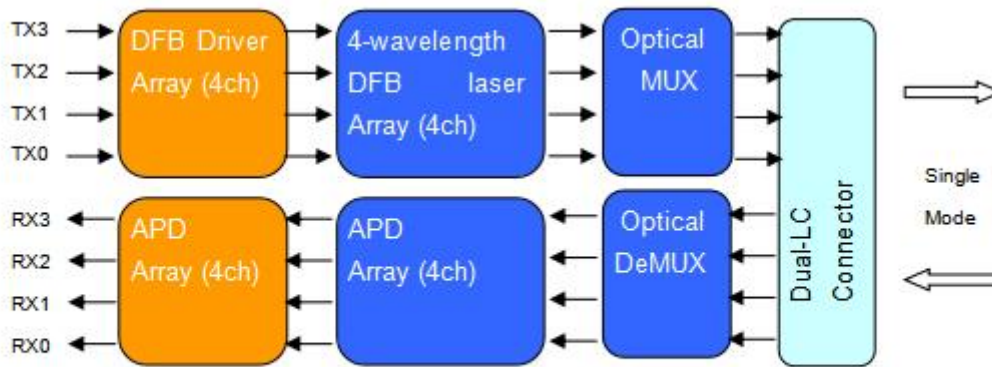 TX3
TX2
TX1
TX0
DFB Driver
Array (4ch)
4-wavelength
DFB laser
Array (4ch)
Optical
MUX
RX3
RX2
RX1
RX0
APD
Array (4ch)
APD
Array (4ch)
Optical
DeMUX
Dual-LC
Connector
Single
Mode